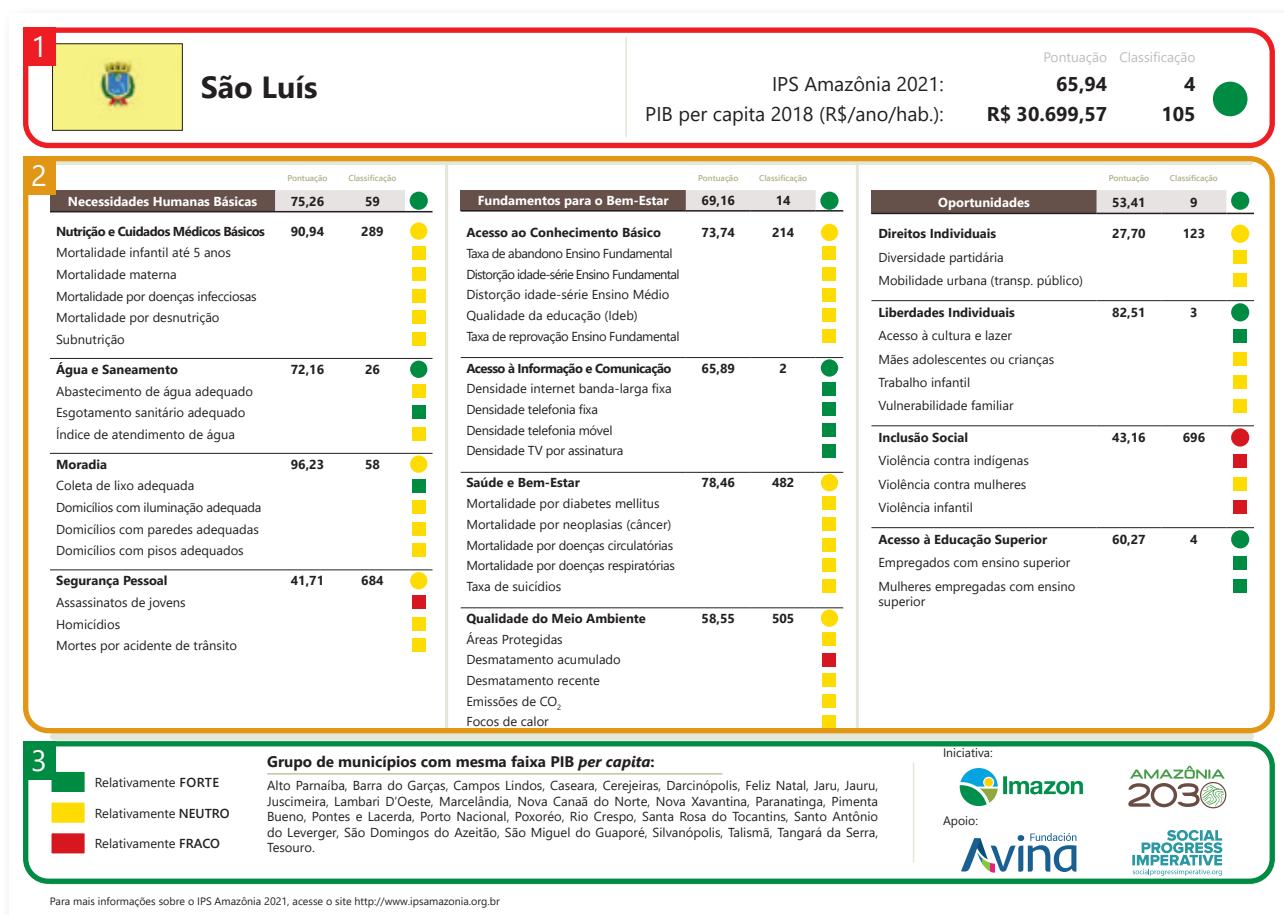 1
São Luís
Pontuação Classificação
IPS Amazônia 2021: 65,94 4
PIB per capita 2018 (R$/ano/hab.): R$ 30.699,57 105
2
Pontuação Classificação
Necessidades Humanas Básicas 75,26 59
Nutrição e Cuidados Médicos Básicos 90,94 289
Mortalidade infantil até 5 anos
Mortalidade materna
Mortalidade por doenças infecciosas
Mortalidade por desnutrição
Subnutrição
Água e Saneamento 72,16 26
Abastecimento de água adequado
Esgotamento sanitário adequado
Índice de atendimento de água
Moradia 96,23 58
Coleta de lixo adequada
Domicílios com iluminação adequada
Domicílios com paredes adequadas
Domicílios com pisos adequados
Segurança Pessoal 41,71 684
Assassinatos de jovens
Homicídios
Mortes por acidente de trânsito
Pontuação Classificação
Fundamentos para o Bem-Estar 69,16 14
Acesso ao Conhecimento Básico 73,74 214
Taxa de abandono Ensino Fundamental
Distorção idade-série Ensino Fundamental
Distorção idade-série Ensino Médio
Qualidade da educação (Ideb)
Taxa de reprovação Ensino Fundamental
Acesso à Informação e Comunicação 65,89 2
Densidade internet banda-larga fixa
Densidade telefonia fixa
Densidade telefonia móvel
Densidade TV por assinatura
Saúde e Bem-Estar 78,46 482
Mortalidade por diabetes mellitus
Mortalidade por neoplasias (câncer)
Mortalidade por doenças circulatórias
Mortalidade por doenças respiratórias
Taxa de suicídios
Qualidade do Meio Ambiente 58,55 505
Áreas Protegidas
Desmatamento acumulado
Desmatamento recente
Emissões de CO2
Focos de calor
Pontuação Classificação
Oportunidades 53,41 9
Direitos Individuais 27,70 123
Diversidade partidária
Mobilidade urbana (transp. público)
Liberdades Individuais 82,51 3
Acesso à cultura e lazer
Mães adolescentes ou crianças
Trabalho infantil
Vulnerabilidade familiar
Inclusão Social 43,16 696
Violência contra indígenas
Violência contra mulheres
Violência infantil
Acesso à Educação Superior 60,27 4
Empregados com ensino superior
Mulheres empregadas com ensino
superior
3
Relativamente FORTE
Relativamente NEUTRO
Relativamente FRACO
Grupo de municípios com mesma faixa PIB per capita:
Alto Parnaíba, Barra do Garças, Campos Lindos, Caseara, Cerejeiras, Darcinópolis, Feliz Natal, Jaru, Jauru,
Juscimeira, Lambari D'Oeste, Marcelândia, Nova Canaã do Norte, Nova Xavantina, Paranatinga, Pimenta
Bueno, Pontes e Lacerda, Porto Nacional, Poxoréo, Rio Crespo, Santa Rosa do Tocantins, Santo Antônio
do Leverger, São Domingos do Azeitão, São Miguel do Guaporé, Silvanópolis, Talismã, Tangará da Serra,
Tesouro.
Iniciativa:
Imazon
AMAZÔNIA
2030
Apoio:
Fundación
Avina
SOCIAL
PROGRESS
IMPERATIVE
socialprogressimperative.org
Para mais informações sobre o IPS Amazônia 2021, acesse o site http://www.ipsamazonia.org.br